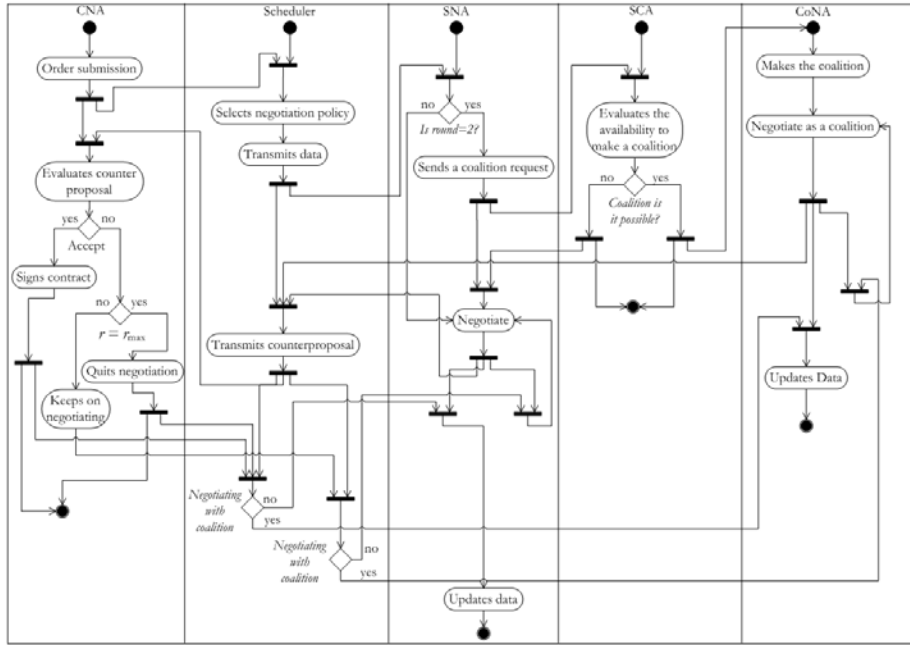 CNA
Scheduler
SNA
SCA
CoNA
Order submission
Evaluates counter
proposal
yes
no
Accept
Signs contract
no
yes
r = rmax
Quits negotiation
Keeps on
negotiating
Selects negotiation policy
Transmits data
Transmits counterproposal
Negotiating
with
coalition
no
yes
Negotiating
with
coalition
no
yes
no
yes
Is round=2?
Sends a coalition request
Negotiate
Updates data
Evaluates the
availability to
make a coalition
no
yes
Coalition is
it possible?
Makes the coalition
Negotiate as a coalition
Updates Data